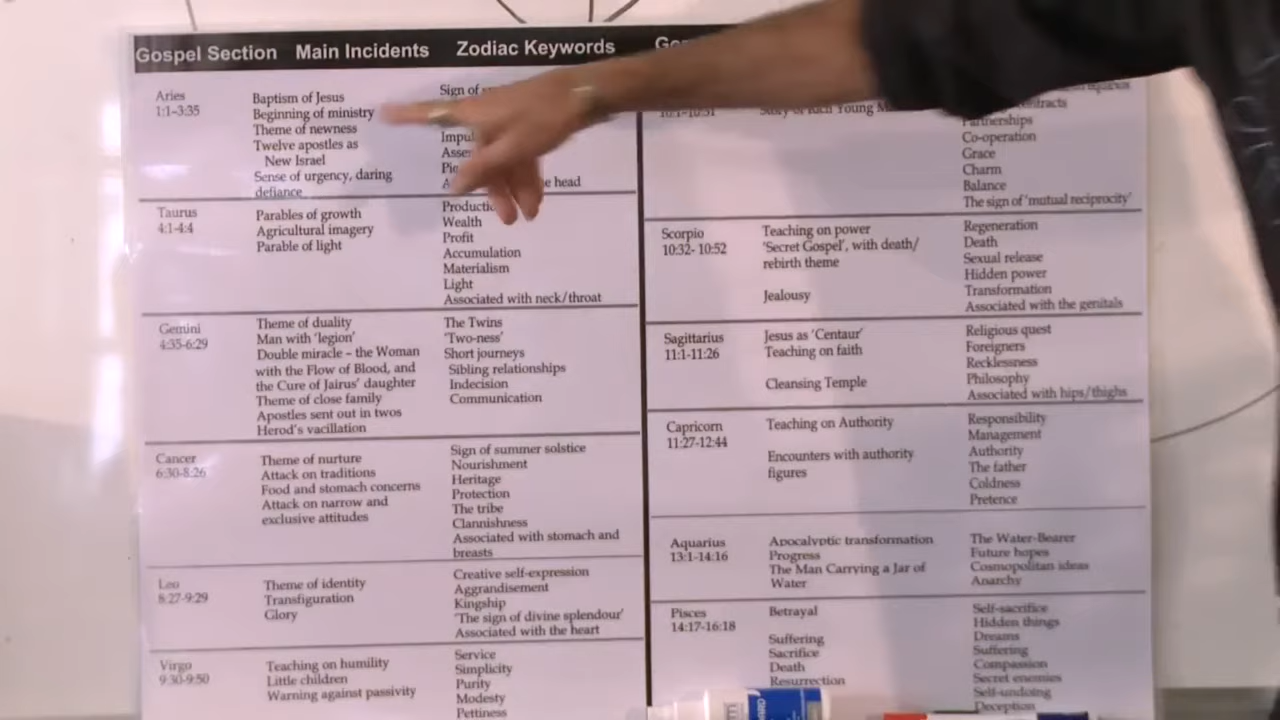 Gospel Section Main Incidents Zodiac Keywords
Aries
1:1–3:35
Baptism of Jesus
Beginning of ministry
Theme of newness
Twelve apostles as
New Israel
Sense of urgency, daring
defiance
Sign of
e head
Taurus
4:1-4:4
Parables of growth
Agricultural imagery
Parable of light
Wealth
Profit
Accumulation
Materialism
Light
Associated with neck/throat
Gemini
4:35-6:29
Theme of duality
Man with 'legion'
Double miracle – the Woman
with the Flow of Blood, and
the Cure of Jairus' daughter
Theme of close family
Apostles sent out in twos
Herod's vacillation
The Twins
'Two-ness'
Short journeys
Sibling relationships
Indecision
Communication
Cancer
6:30-8:26
Theme of nurture
Attack on traditions
Food and stomach concerns
Attack on narrow and
exclusive attitudes
Sign of summer solstice
Nourishment
Heritage
Protection
The tribe
Clannishness
Associated with stomach and
breasts
Leo
8:27-9:29
Theme of identity
Transfiguration
Glory
Creative self-expression
Aggrandisement
Kingship
'The sign of divine splendour'
Associated with the heart
Virgo
9:30-9:50
Teaching on humility
Little children
Warning against passivity
Service
Simplicity
Purity
Modesty
Pettiness
10:1-10:31
Story of Rich Young
Partnerships
Co-operation
Grace
Charm
Balance
The sign of 'mutual reciprocity'
Scorpio
10:32- 10:52
Teaching on power
'Secret Gospel', with death/
rebirth theme
Jealousy
Regeneration
Death
Sexual release
Hidden power
Transformation
Associated with the genitals
Sagittarius
11:1-11:26
Jesus as 'Centaur'
Teaching on faith
Cleansing Temple
Religious quest
Foreigners
Recklessness
Philosophy
Associated with hips/thighs
Capricorn
11:27-12:44
Teaching on Authority
Encounters with authority
figures
Responsibility
Management
Authority
The father
Coldness
Pretence
Aquarius
13:1-14:16
Apocalyptic transformation
Progress
The Man Carrying a Jar of
Water
The Water-Bearer
Future hopes
Cosmopolitan ideas
Anarchy
Pisces
14:17-16:18
Betrayal
Suffering
Sacrifice
Death
Resurrection
Self-sacrifice
Hidden things
Dreams
Suffering
Compassion
Secret enemies
Self-undoing
Deception